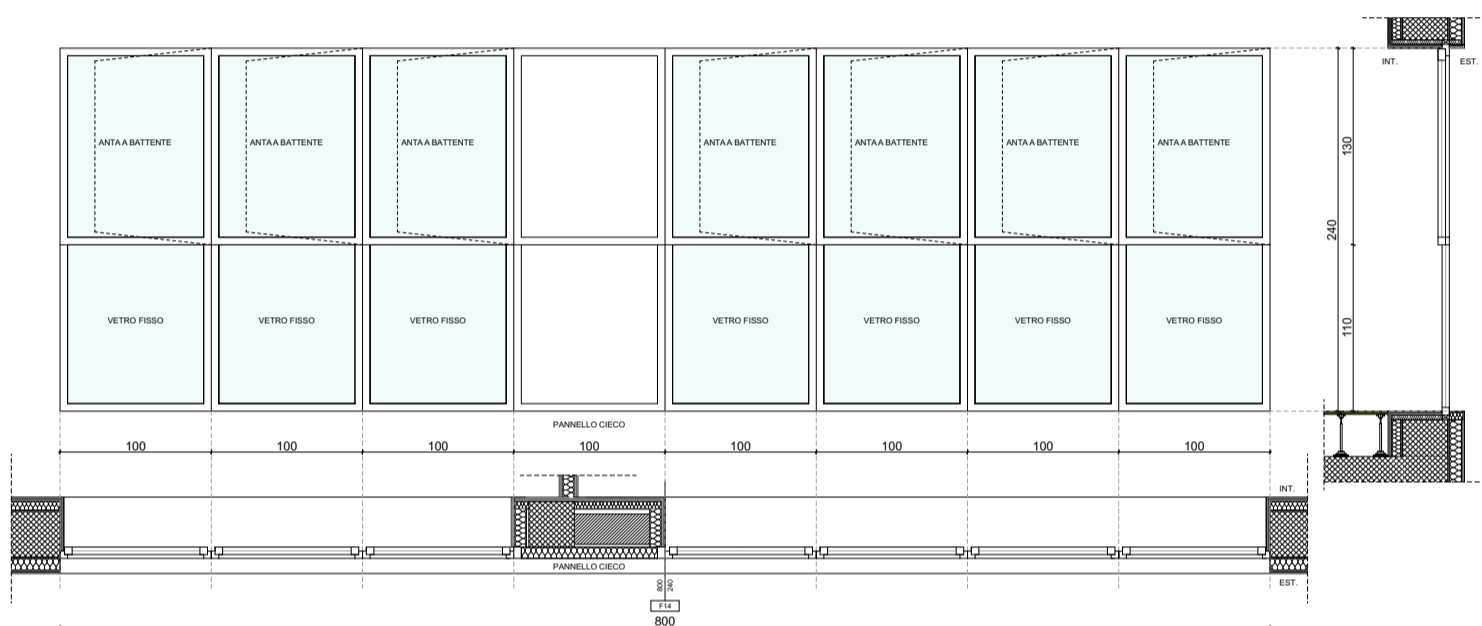 INT. EST.
ANTA A BATTENTE ANTA A BATTENTE ANTA A BATTENTE ANTA A BATTENTE ANTA A BATTENTE ANTA A BATTENTE ANTA A BATTENTE
130
240
VETRO FISSO VETRO FISSO VETRO FISSO VETRO FISSO VETRO FISSO VETRO FISSO VETRO FISSO
110
PANNELLO CIECO
100 100 100 100 100 100 100 100
INT.
PANNELLO CIECO
EST.
800
240
F14
800